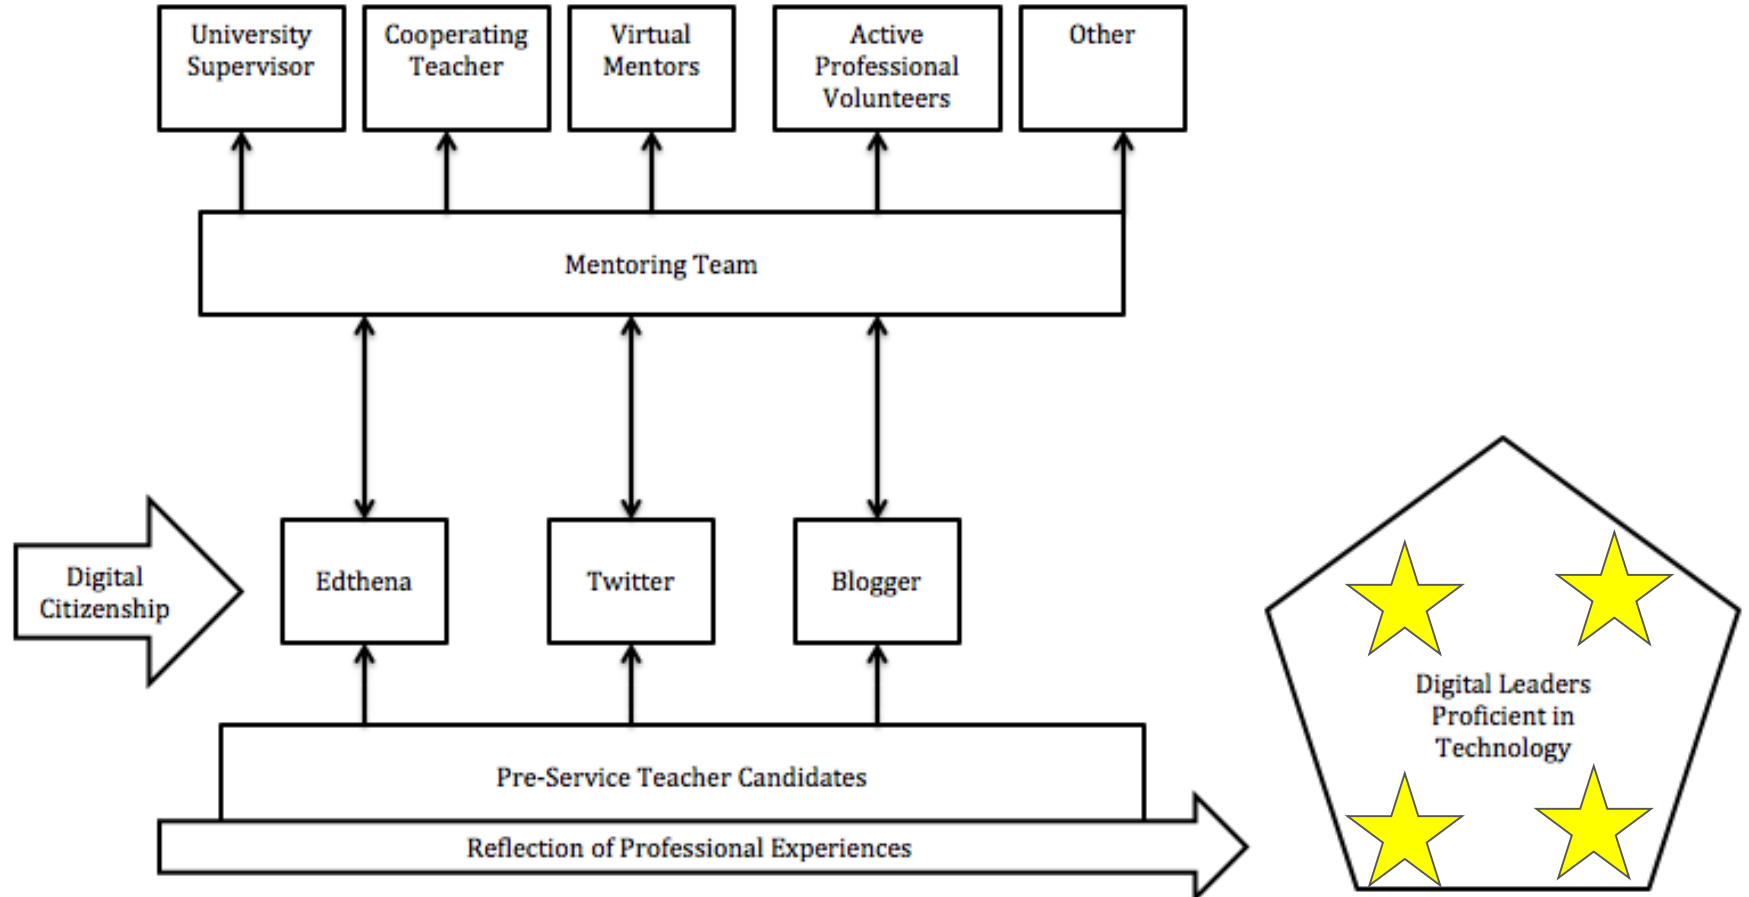 University
Supervisor
Cooperating
Teacher
Virtual
Mentors
Active
Professional
Volunteers
Other
Mentoring Team
Digital
Citizenship
Edthena
Twitter
Blogger
Digital Leaders
Proficient in
Technology
Pre-Service Teacher Candidates
Reflection of Professional Experiences